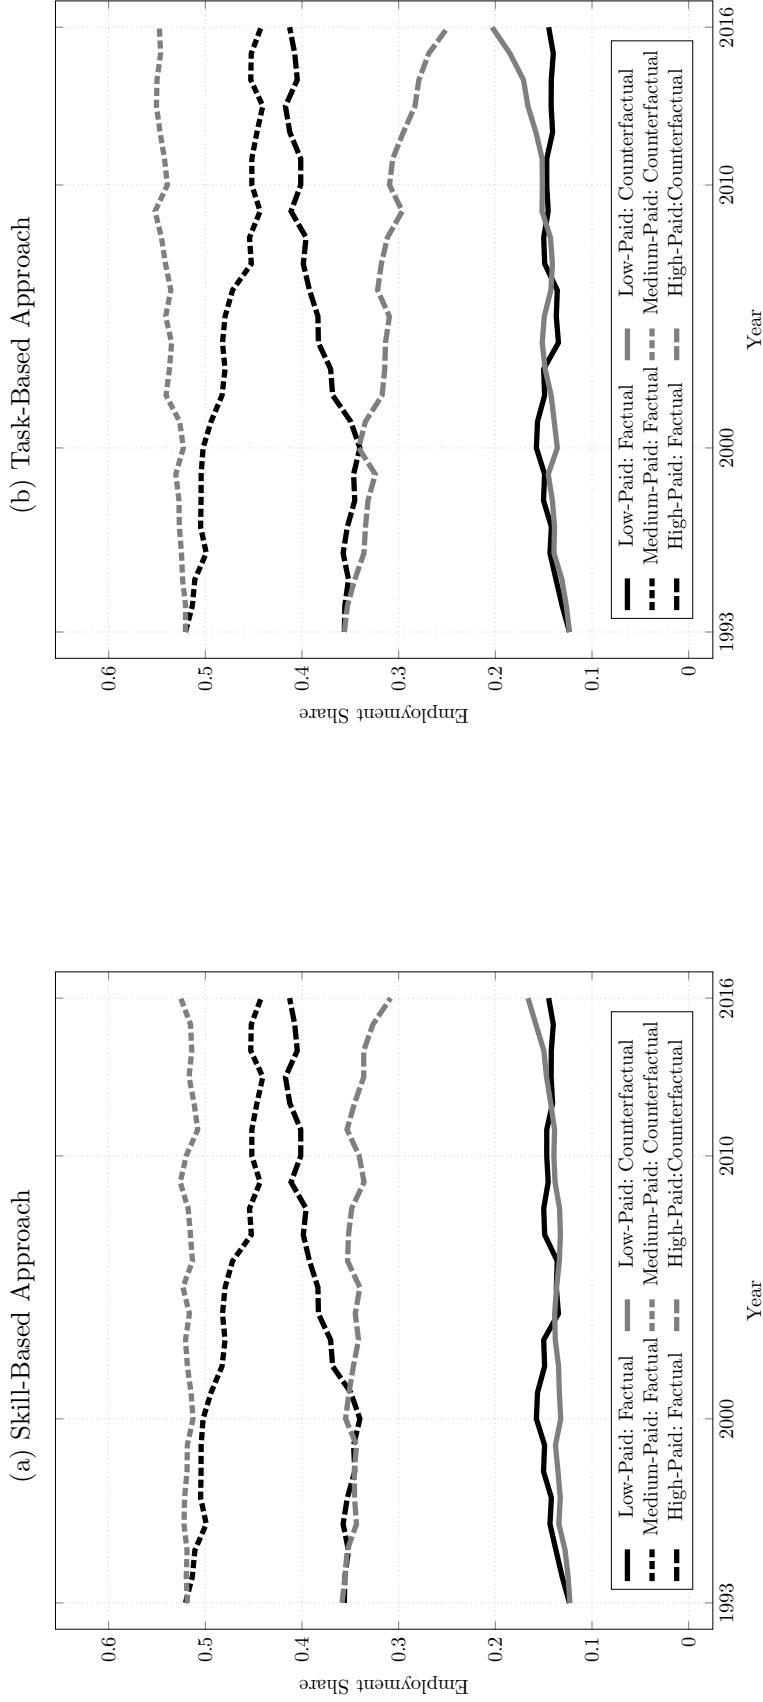 (a) Skill-Based Approach
0.6
0.5
0.4
0.3
0.2
0.1
0
Employment Share
1993
2000
2010
2016
Year
Low-Paid: Factual
Low-Paid: Counterfactual
Medium-Paid: Factual
Medium-Paid: Counterfactual
High-Paid: Factual
High-Paid:Counterfactual
(b) Task-Based Approach
0.6
0.5
0.4
0.3
0.2
0.1
0
Employment Share
1993
2000
2010
2016
Year
Low-Paid: Factual
Low-Paid: Counterfactual
Medium-Paid: Factual
Medium-Paid: Counterfactual
High-Paid: Factual
High-Paid:Counterfactual